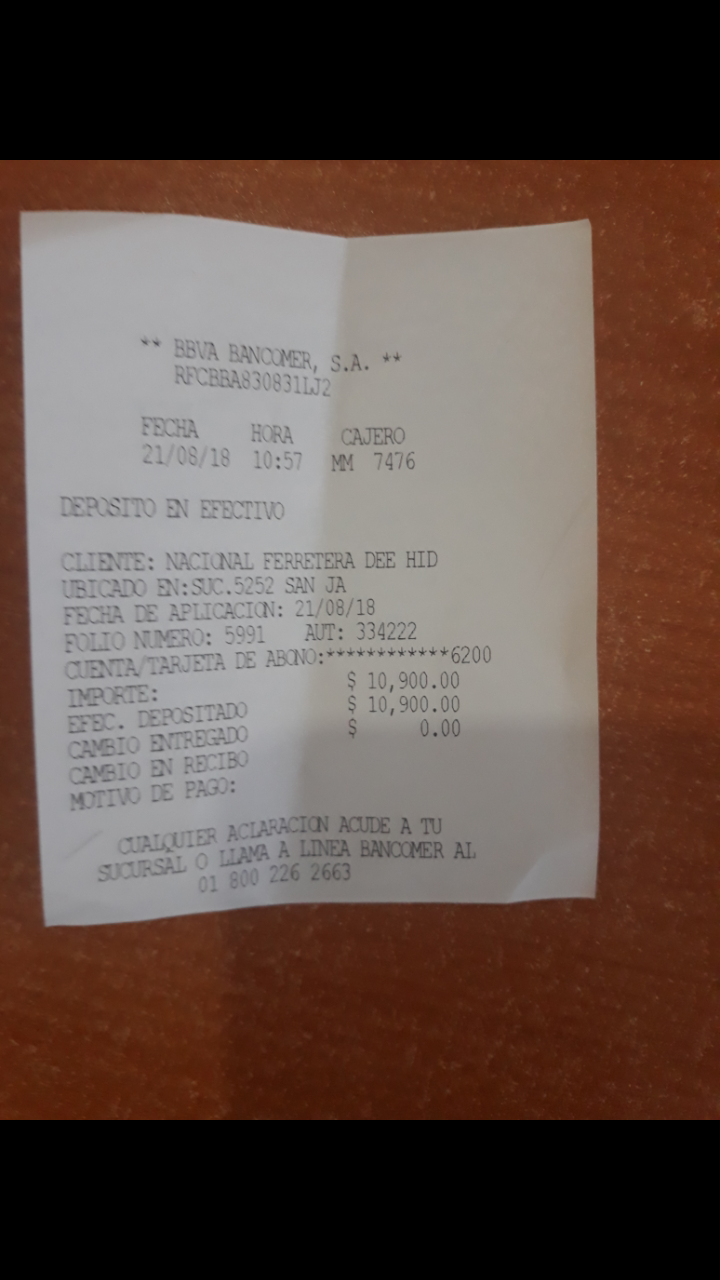 ** BBVA BANCOMER, S.A. **
RFCBBA830831LJ2
FECHA HORA CAJERO
21/08/18 10:57 MM 7476
DEPOSITO EN EFECTIVO
CLIENTE: NACIONAL FERRETERA DEE HID
UBICADO EN:SUC.5252 SAN JA
FECHA DE APLICACION: 21/08/18
FOLIO NUMERO: 5991 AUT: 334222
CUENTA/TARJETA DE ABONO:************6200
IMPORTE: $ 10,900.00
EFEC. DEPOSITADO $ 10,900.00
CAMBIO ENTREGADO $ 0.00
CAMBIO EN RECIBO
MOTIVO DE PAGO:
CUALQUIER ACLARACION ACUDE A TU
SUCURSAL O LLAMA A LINEA BANCOMER AL
01 800 226 2663